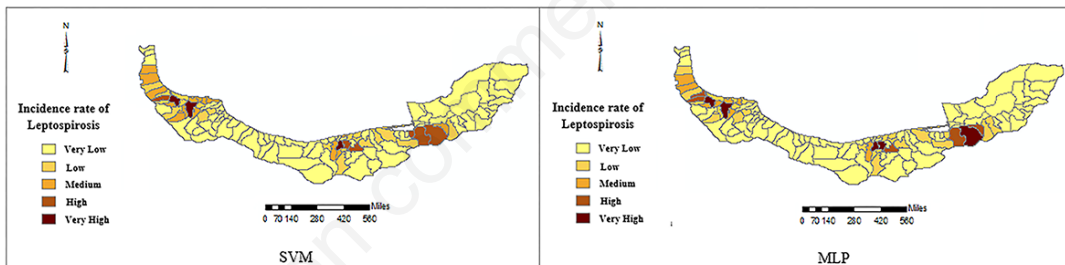 N
Incidence rate of
Leptospirosis
Very Low
Low
Medium
High
Very High
Miles
0 70 140 280 420 560
SVM
N
Incidence rate of
Leptospirosis
Very Low
Low
Medium
High
Very High
Miles
0 70 140 280 420 560
MLP